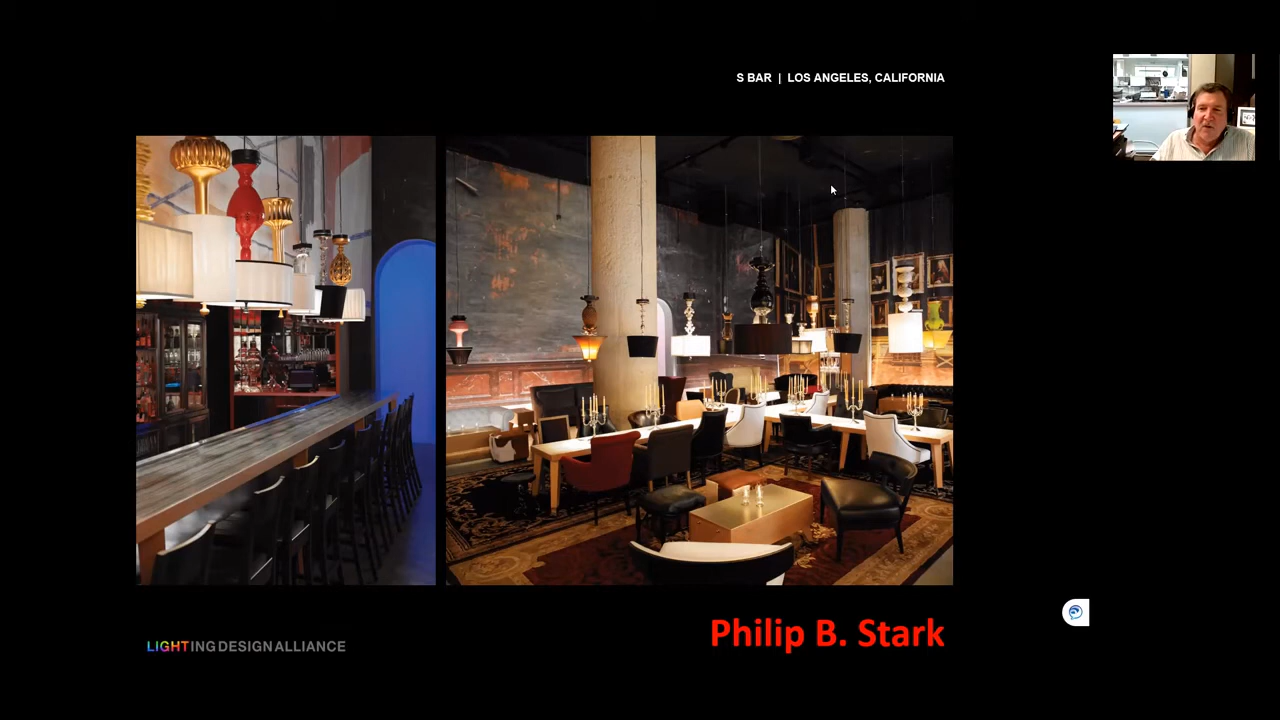 S BAR | LOS ANGELES, CALIFORNIA
LIGHTING DESIGN ALLIANCE
Philip B. Stark